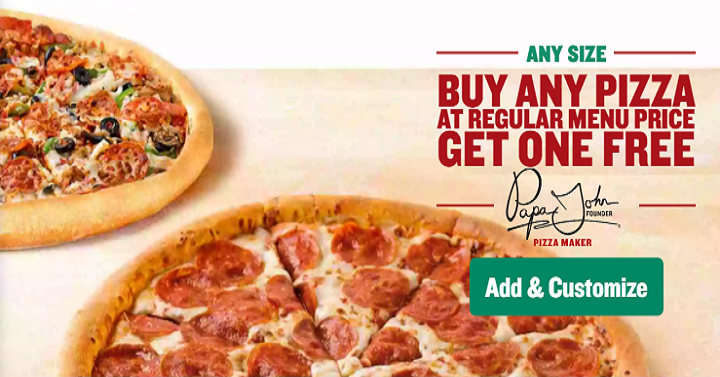 ANY SIZE
BUY ANY PIZZA
AT REGULAR MENU PRICE
GET ONE FREE
Papa John
FOUNDER
PIZZA MAKER
Add & Customize